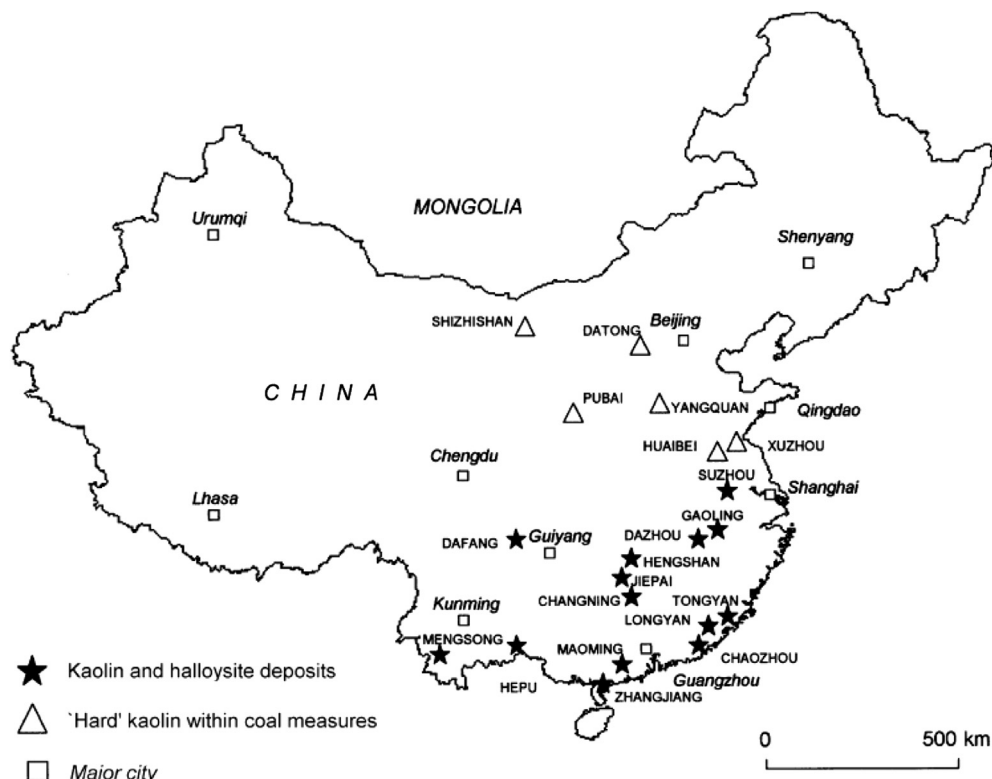 MONGOLIA
Urumqi
Shenyang
SHIZHISHAN
DATONG
Beijing
CHINA
PUBAI
YANGQUAN
Qingdao
HUAIBEI
XUZHOU
Chengdu
SUZHOU
Shanghai
Lhasa
GAOLING
DAZHOU
DAFANG
Guiyang
HENGSHAN
JIEPAI
CHANGNING
TONGYAN
Kunming
LONGYAN
MENGSONG
MAOMING
CHAOZHOU
Guangzhou
HEPU
ZHANGJIANG
Kaolin and halloysite deposits
`Hard' kaolin within coal measures
Major city
0 500 km